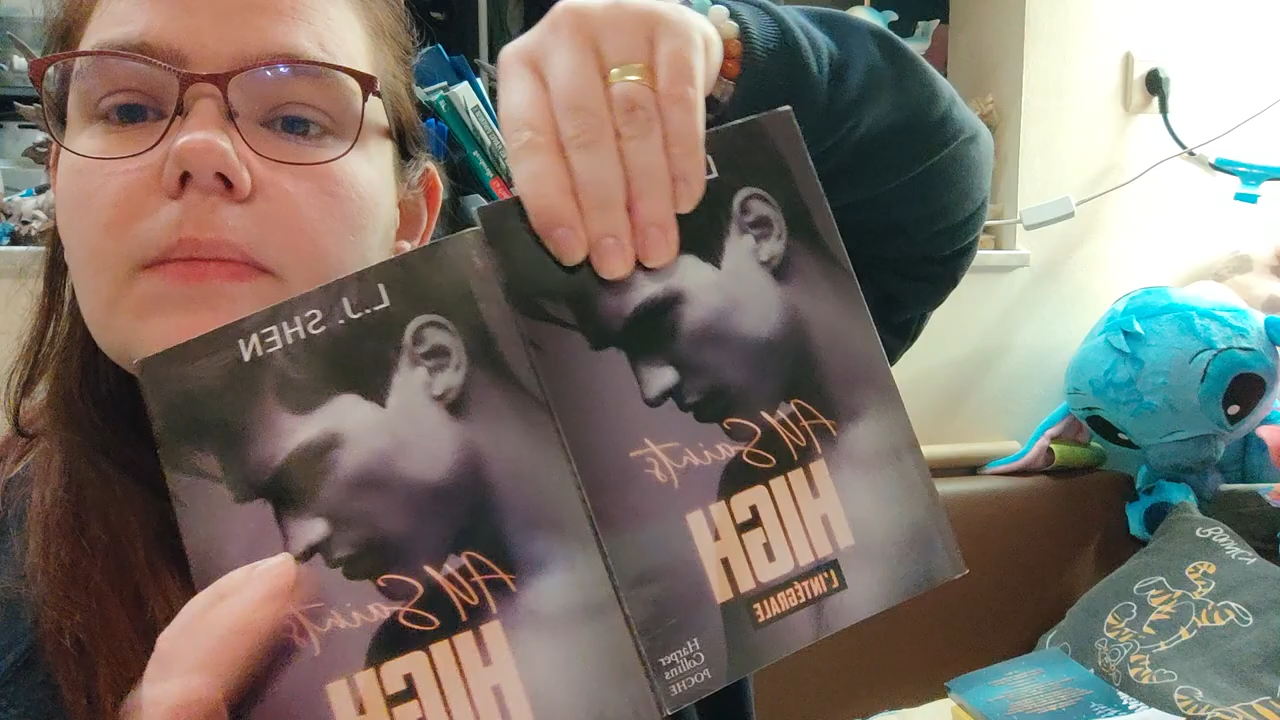 L.J. SHEN
All Saints
HIGH
All Saints
HIGH
L'INTÉGRALE
Harper
Collins
POCHE